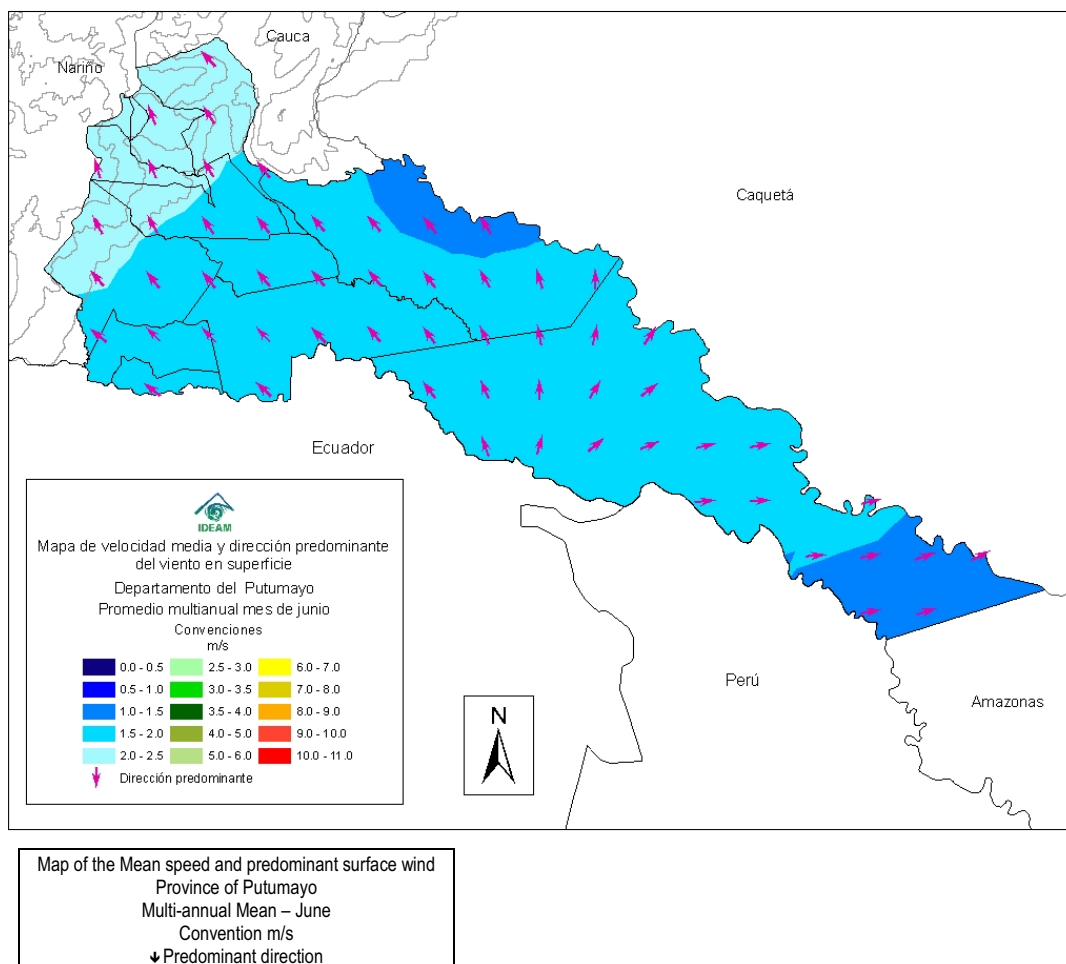 Cauca
Nariño
Caquetá
Ecuador
IDEAM
Mapa de velocidad media y dirección predominante
del viento en superficie
Departamento del Putumayo
Promedio multianual mes de junio
Convenciones
m/s
0.0 - 0.5 2.5 - 3.0 6.0 - 7.0
0.5 - 1.0 3.0 - 3.5 7.0 - 8.0
1.0 - 1.5 3.5 - 4.0 8.0 - 9.0
1.5 - 2.0 4.0 - 5.0 9.0 - 10.0
2.0 - 2.5 5.0 - 6.0 10.0 - 11.0
Dirección predominante
N
Perú
Amazonas
Map of the Mean speed and predominant surface wind
Province of Putumayo
Multi-annual Mean – June
Convention m/s
↓ Predominant direction